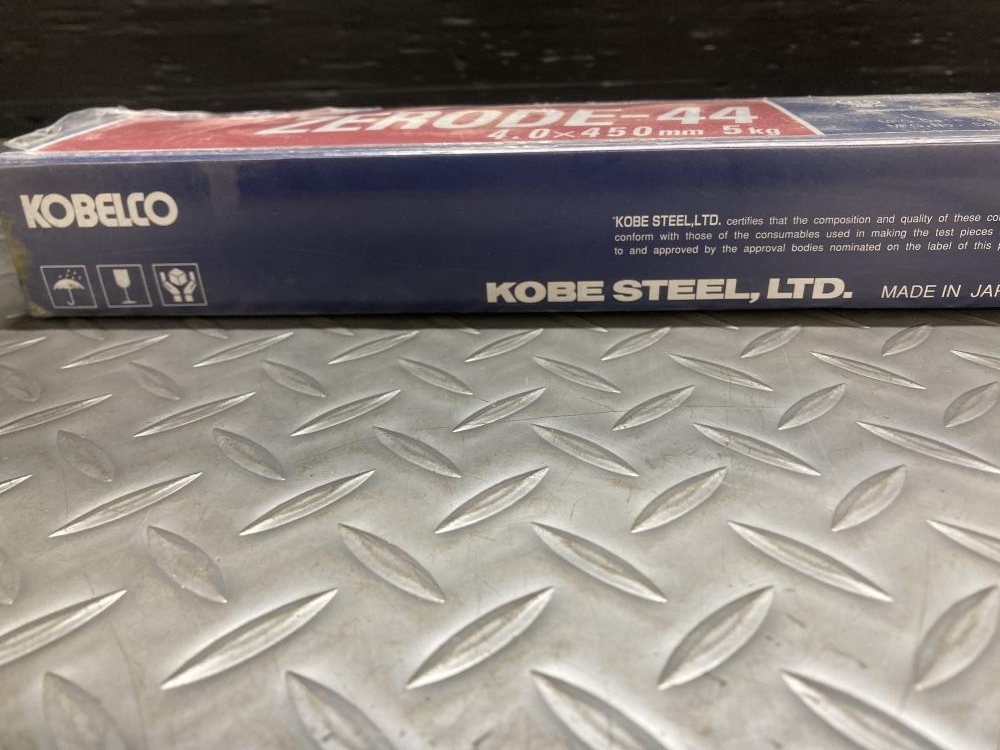 ZERODE-44
4.0×450mm 5kg
KOBELCO
"KOBE STEEL,LTD. certifies that the composition and quality of these
conform with those of the consumables used in making the test pieces
to and approved by the approval bodies nominated on the label of this
KOBE STEEL, LTD. MADE IN